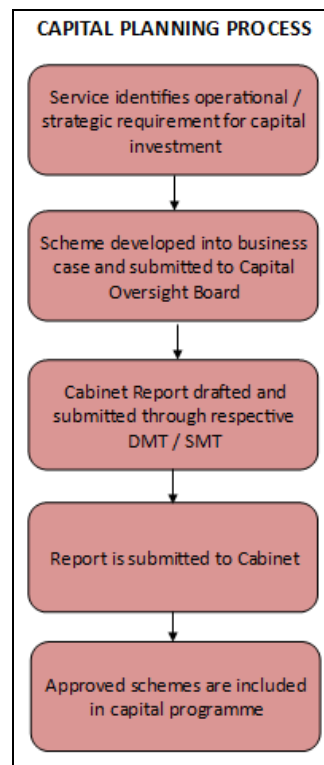 CAPITAL PLANNING PROCESS
Service identifies operational /
strategic requirement for capital
investment
Scheme developed into business
case and submitted to Capital
Oversight Board
Cabinet Report drafted and
submitted through respective
DMT / SMT
Report is submitted to Cabinet
Approved schemes are included
in capital programme